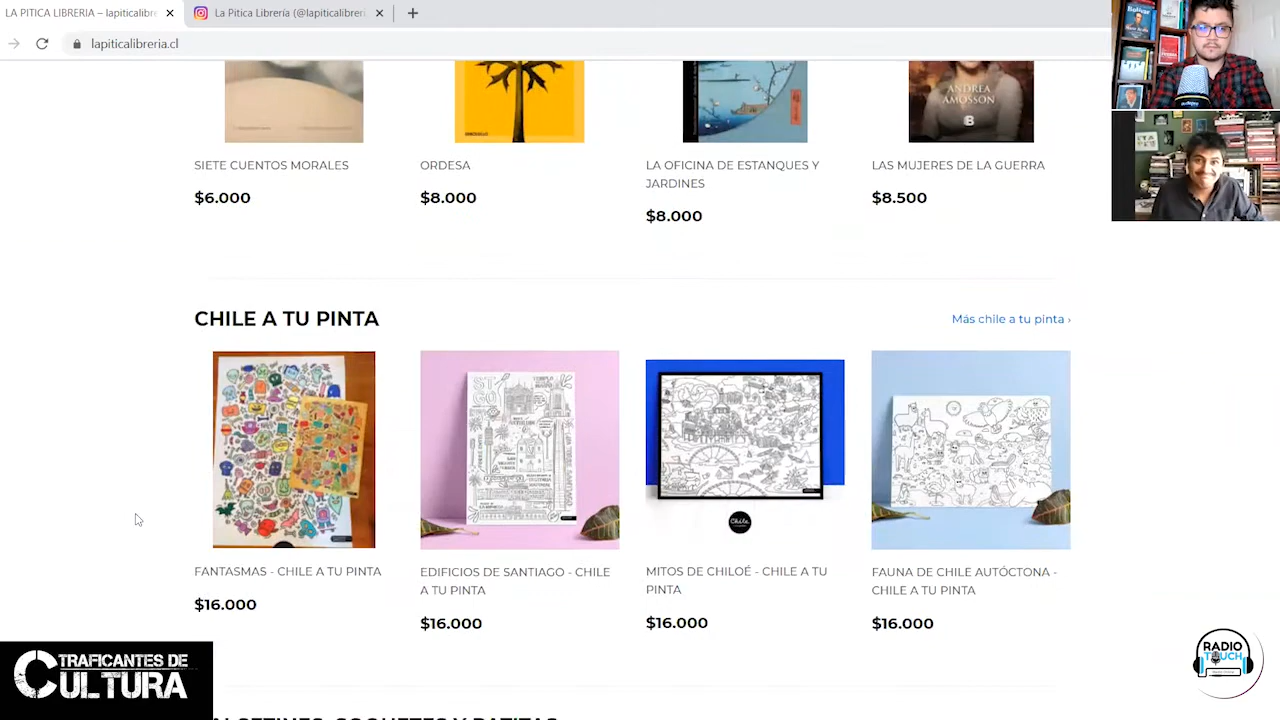 LA PITICA LIBRERIA – lapiticalibre
La Pitica Librería (@lapiticalibreri
lapiticalibreria.cl
Bolívar
ANDREA
AMOSSON
B
SIETE CUENTOS MORALES
ORDESA
LA OFICINA DE ESTANQUES Y
JARDINES
LAS MUJERES DE LA GUERRA
$6.000
$8.000
$8.000
$8.500
CHILE A TU PINTA
Más chile a tu pinta ›
STGO
Chile
FANTASMAS - CHILE A TU PINTA
$16.000
EDIFICIOS DE SANTIAGO - CHILE
A TU PINTA
$16.000
MITOS DE CHILOÉ - CHILE A TU
PINTA
$16.000
FAUNA DE CHILE AUTÓCTONA -
CHILE A TU PINTA
$16.000
TRAFICANTES DE
CULTURA
RADIO
TOUCH